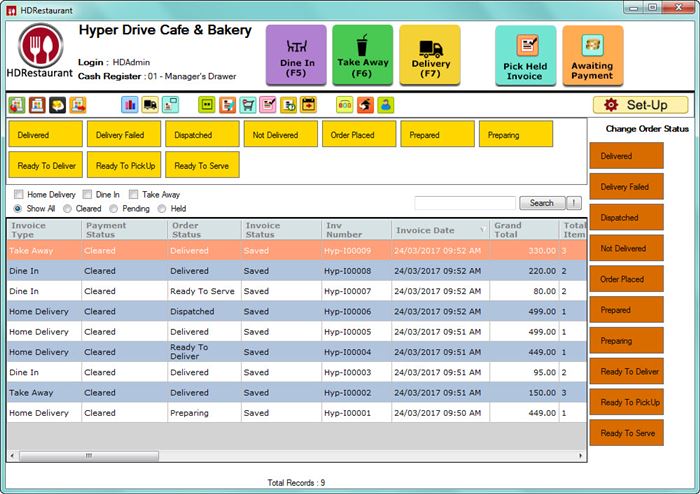 HDRestaurant
Hyper Drive Cafe & Bakery
HDRestaurant
Login : HDAdmin
Cash Register : 01 - Manager's Drawer
Dine In (F5)
Take Away (F6)
Delivery (F7)
Pick Held Invoice
Awaiting Payment
Set-Up
Delivered Delivery Failed Dispatched Not Delivered Order Placed Prepared Preparing
Ready To Deliver Ready To PickUp Ready To Serve
Home Delivery Dine In Take Away
Show All Cleared Pending Held
Search !
Invoice Type Payment Status Order Status Invoice Status Inv Number Invoice Date Grand Total Total Item
Take Away Cleared Delivered Saved Hyp-I00009 24/03/2017 09:52 AM 330.00 3
Dine In Cleared Delivered Saved Hyp-I00008 24/03/2017 09:52 AM 220.00 2
Dine In Cleared Ready To Serve Saved Hyp-I00007 24/03/2017 09:52 AM 80.00 2
Home Delivery Cleared Dispatched Saved Hyp-I00006 24/03/2017 09:52 AM 499.00 1
Home Delivery Cleared Delivered Saved Hyp-I00005 24/03/2017 09:51 AM 499.00 1
Home Delivery Cleared Ready To Deliver Saved Hyp-I00004 24/03/2017 09:51 AM 449.00 1
Dine In Cleared Delivered Saved Hyp-I00003 24/03/2017 09:51 AM 95.00 2
Take Away Cleared Delivered Saved Hyp-I00002 24/03/2017 09:51 AM 150.00 3
Home Delivery Cleared Preparing Saved Hyp-I00001 24/03/2017 09:50 AM 449.00 1
Total Records : 9
Change Order Status
Delivered
Delivery Failed
Dispatched
Not Delivered
Order Placed
Prepared
Preparing
Ready To Deliver
Ready To PickUp
Ready To Serve